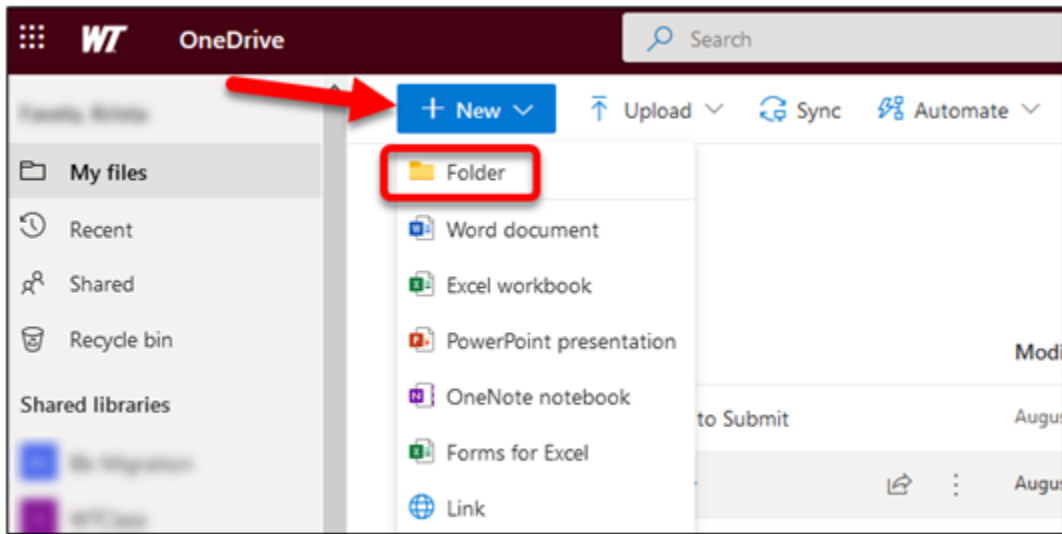 WT OneDrive Search
+ New Upload Sync Automate
My files
Recent
Shared
Recycle bin
Shared libraries
Folder
Word document
Excel workbook
PowerPoint presentation
OneNote notebook
Forms for Excel
Link
Modi
to Submit Augus
Augus